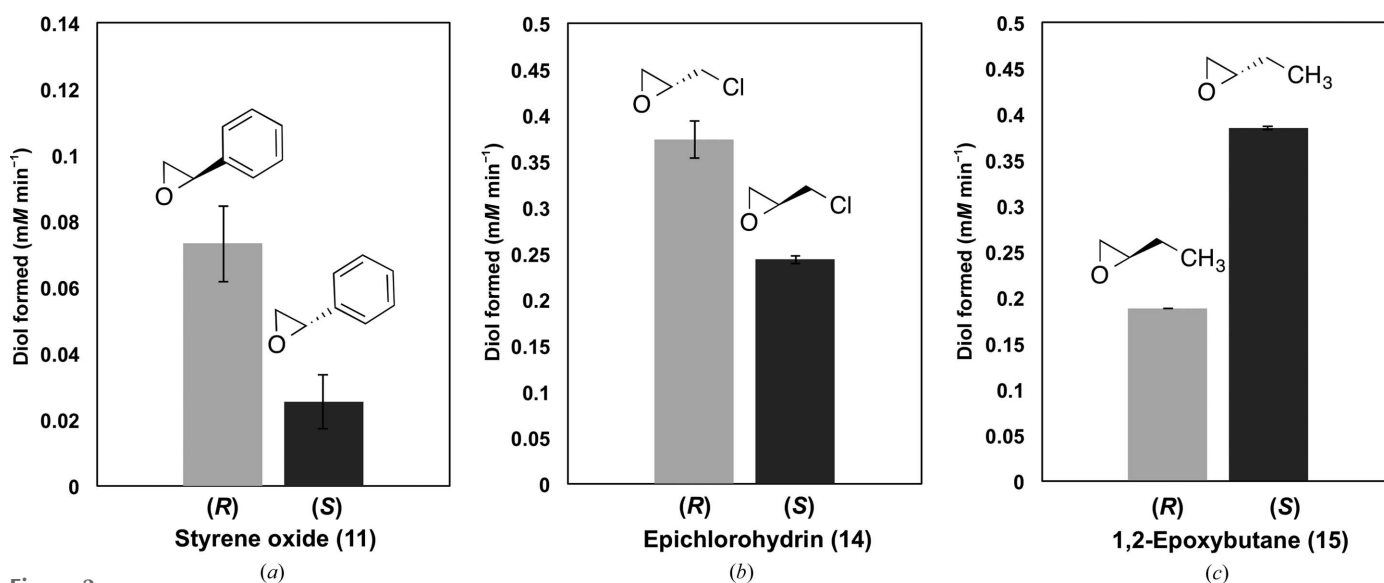 Diol formed (mM min−1)
0.14
0.12
0.1
0.08
0.06
0.04
0.02
0
O
O
(R)
(S)
Styrene oxide (11)
(a)
Diol formed (mM min−1)
0.5
0.45
0.4
0.35
0.3
0.25
0.2
0.15
0.1
0.05
0
O
Cl
O
Cl
(R)
(S)
Epichlorohydrin (14)
(b)
Diol formed (mM min−1)
0.5
0.45
0.4
0.35
0.3
0.25
0.2
0.15
0.1
0.05
0
O
CH3
O
CH3
(R)
(S)
1,2-Epoxybutane (15)
(c)